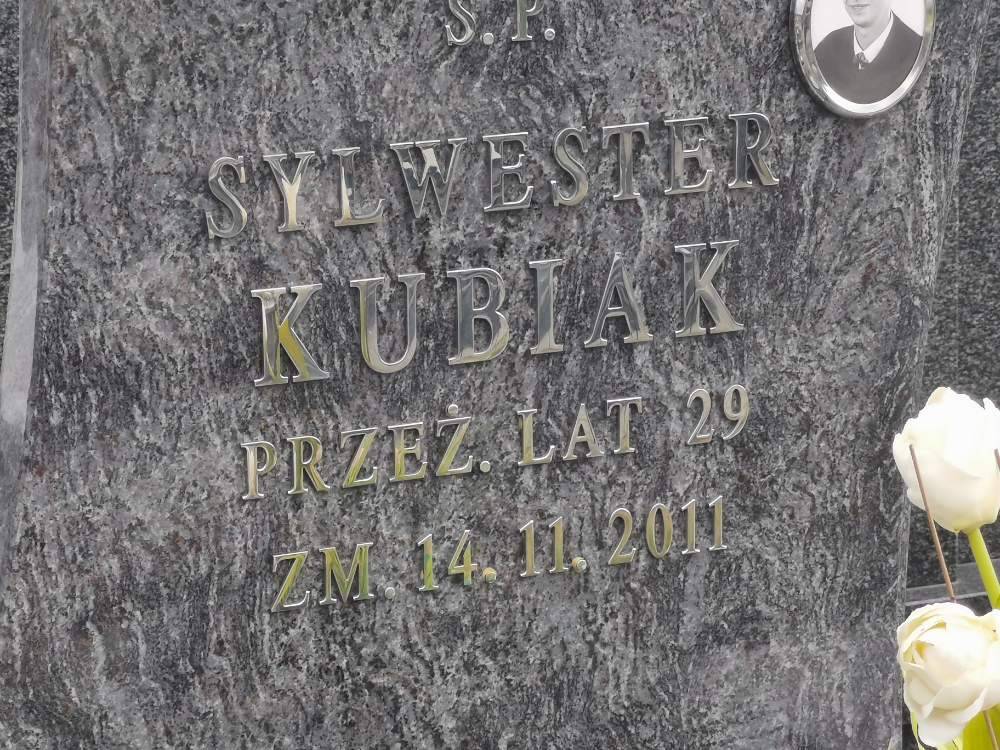 Ś.P.
SYLWESTER
KUBIAK
PRZEŻ. LAT 29
ZM. 14.11.2011